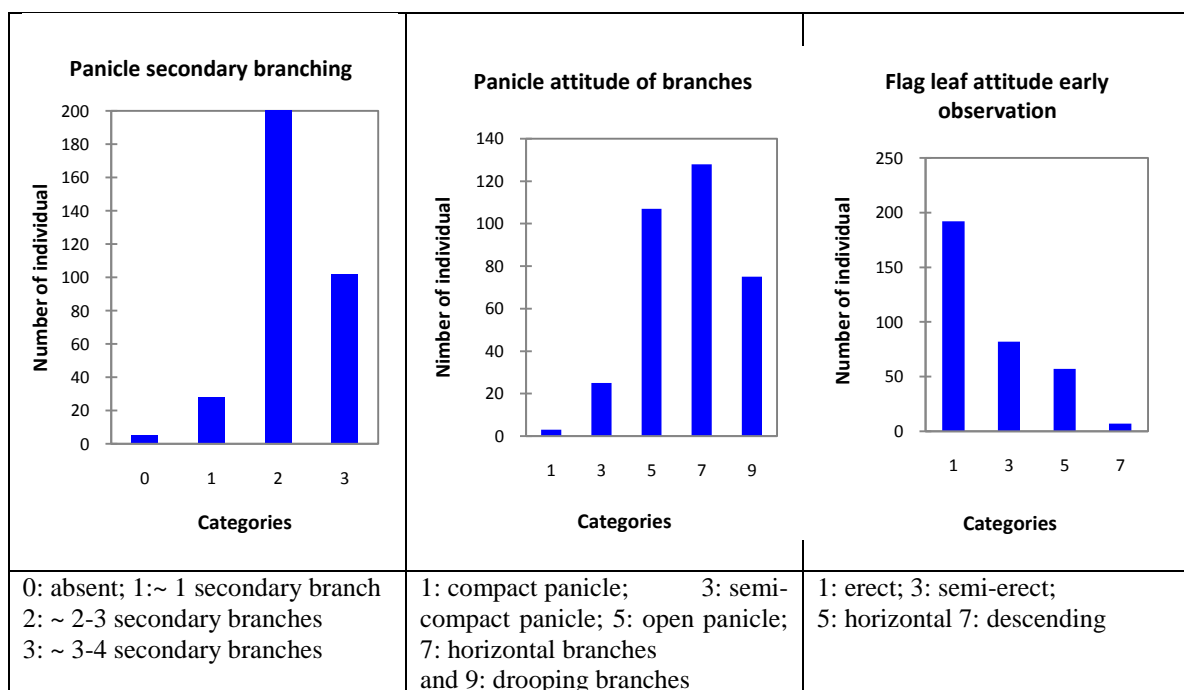 Panicle secondary branching
Number of individual
200
180
160
140
120
100
80
60
40
20
0
0 1 2 3
Categories
Panicle attitude of branches
Nimber of individual
140
120
100
80
60
40
20
0
1 3 5 7 9
Categories
Flag leaf attitude early
observation
Number of individual
250
200
150
100
50
0
1 3 5 7
Categories
0: absent; 1:~ 1 secondary branch
2: ~ 2-3 secondary branches
3: ~ 3-4 secondary branches
1: compact panicle; 3: semi-
compact panicle; 5: open panicle;
7: horizontal branches
and 9: drooping branches
1: erect; 3: semi-erect;
5: horizontal 7: descending